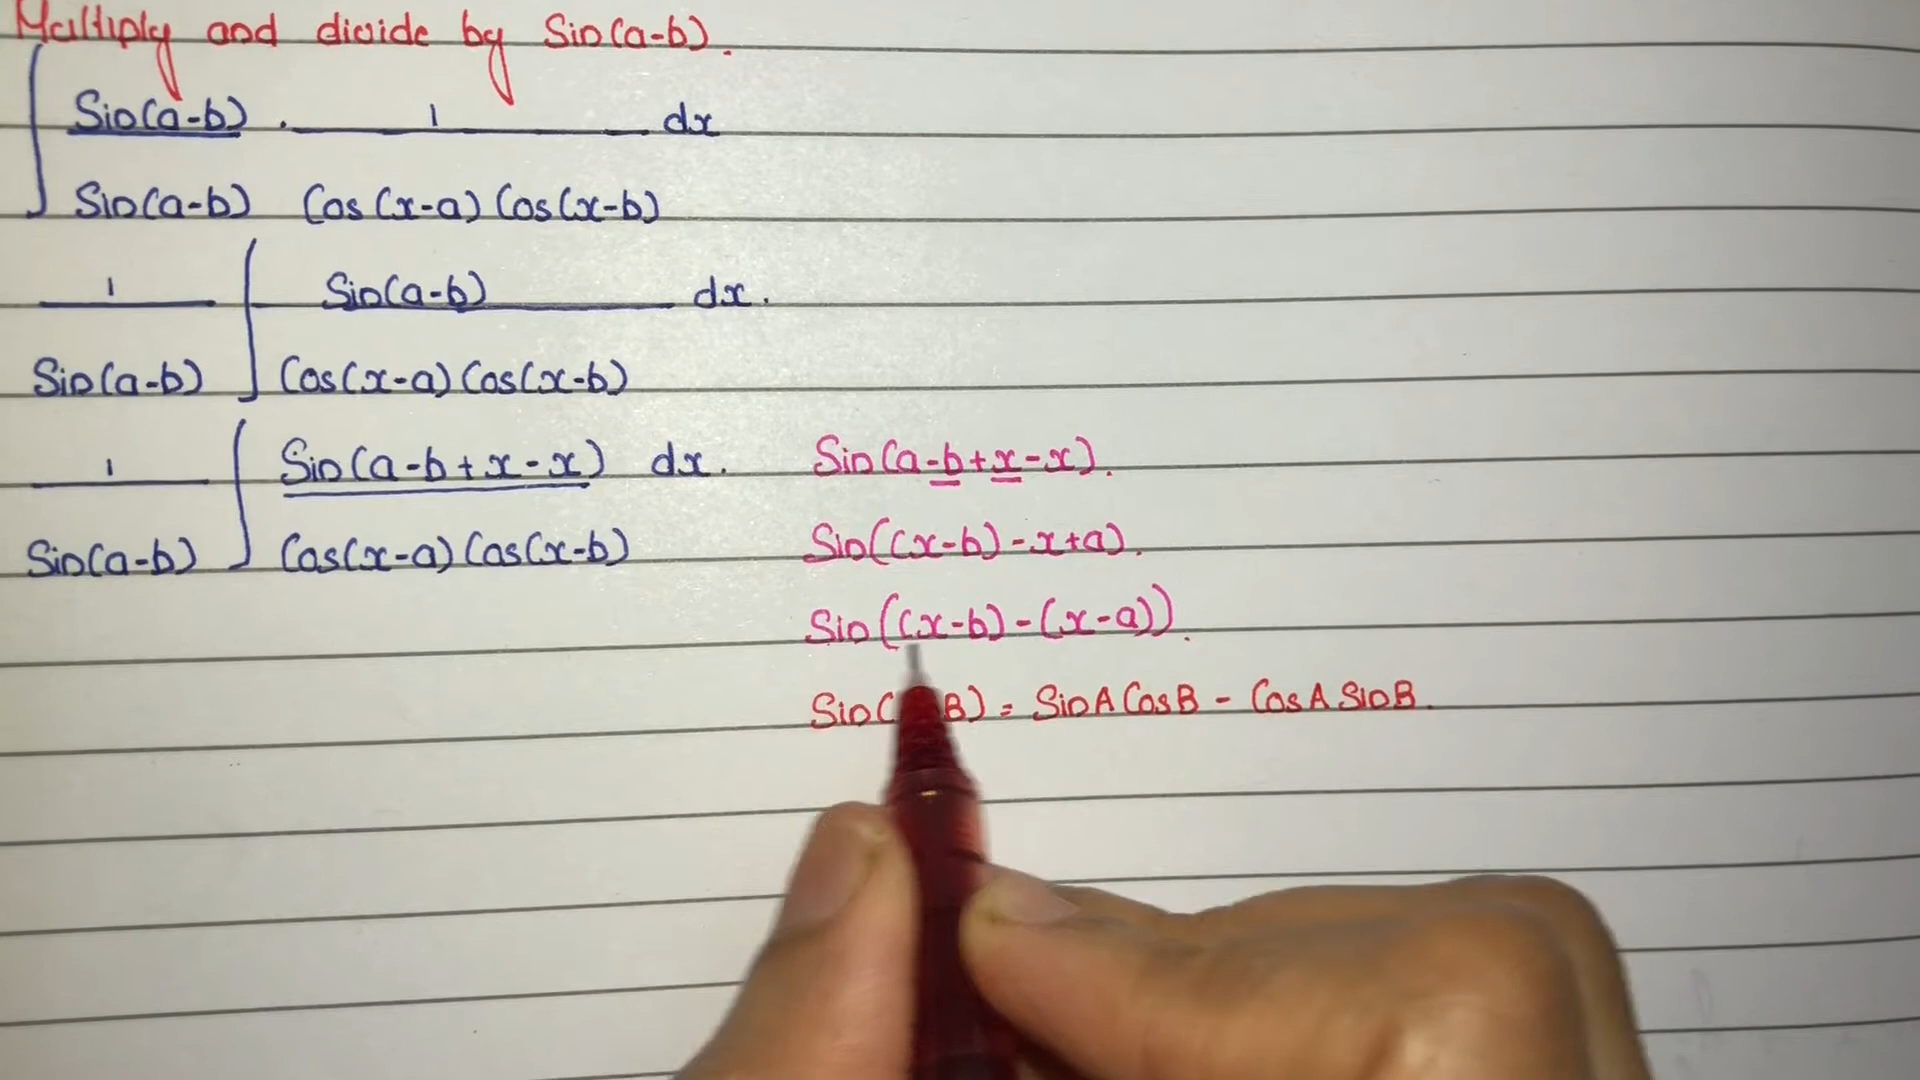 Multiply and divide by Sin(a-b).
∫ Sin(a-b) . 1 dx
Sin(a-b) Cos(x-a) Cos(x-b)
1 ∫ Sin(a-b) dx.
Sin(a-b) Cos(x-a) Cos(x-b)
1 ∫ Sin(a-b+x-x) dx.
Sin(a-b) Cos(x-a) Cos(x-b)
Sin(a-b+x-x).
Sin((x-b)-x+a).
Sin((x-b)-(x-a)).
Sin( B) = SinA CosB - CosA SinB.